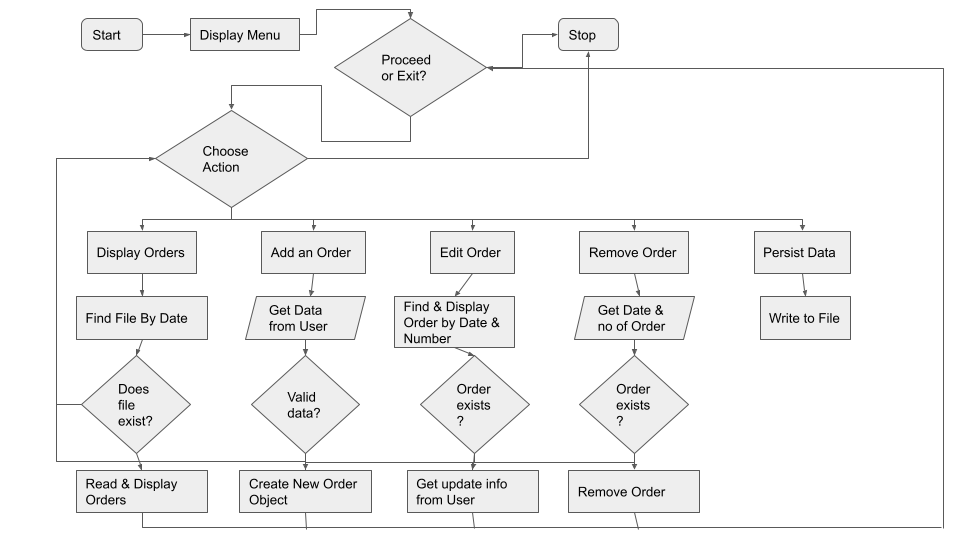 Start
Display Menu
Proceed
or Exit?
Stop
Choose
Action
Display Orders
Add an Order
Edit Order
Remove Order
Persist Data
Find File By Date
Get Data
from User
Find & Display
Order by Date &
Number
Get Date &
no of Order
Write to File
Does
file
exist?
Valid
data?
Order
exists
?
Order
exists
?
Read & Display
Orders
Create New Order
Object
Get update info
from User
Remove Order